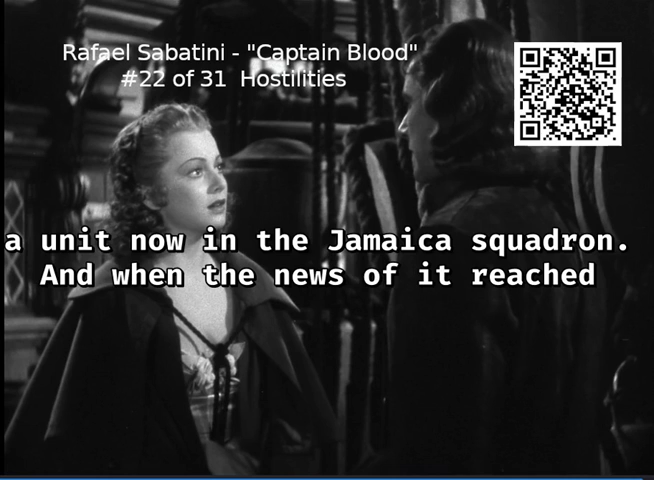 Rafael Sabatini - "Captain Blood"
#22 of 31  Hostilities
a unit now in the Jamaica squadron.
And when the news of it reached